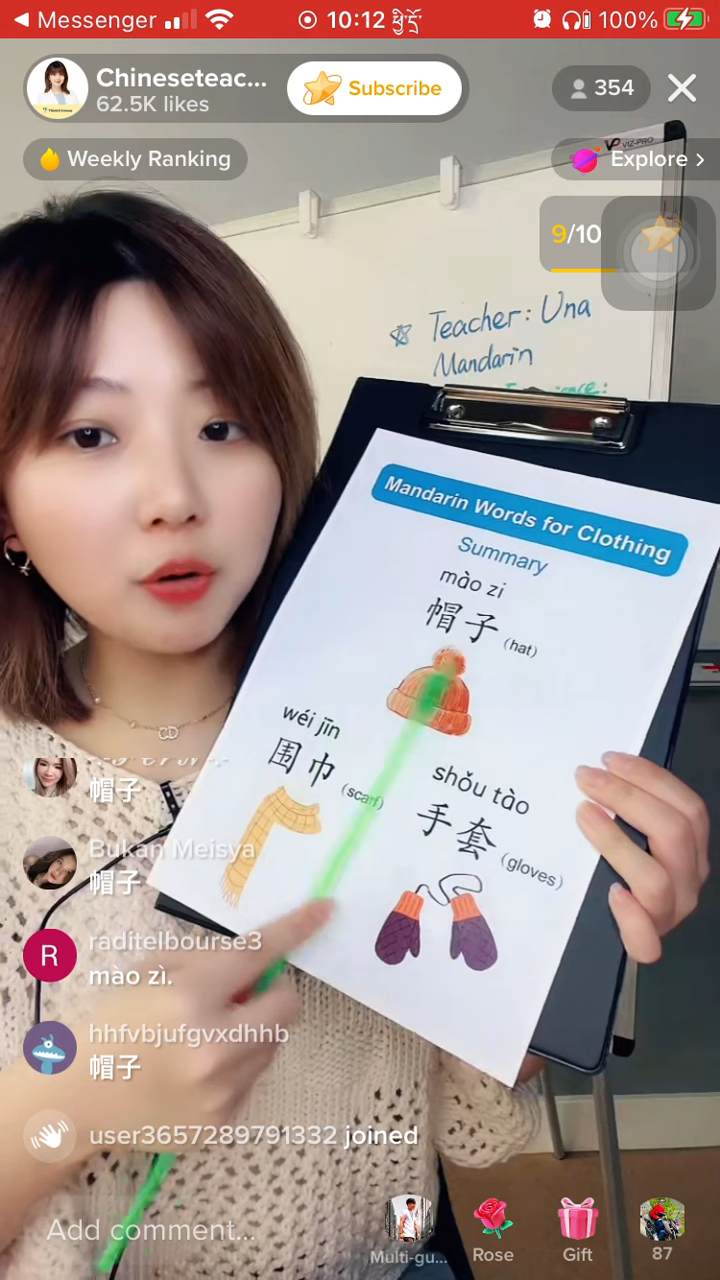 Messenger
10:12 ཕྱི་དྲོ་
100%
Chineseteac...
62.5K likes
Subscribe
354
Weekly Ranking
VIZ-PRO
Explore
9/10
Teacher: Una
Mandarin
Mandarin Words for Clothing
Summary
mào zi
帽子 (hat)
wéi jīn
围巾 (scarf)
shǒu tào
手套 (gloves)
帽子
Bukan Meisya
帽子
R
raditelbourse3
mào zì.
hhfvbjufgvxdhhb
帽子
user3657289791332 joined
Add comment...
Multi-gu...
Rose
Gift
87